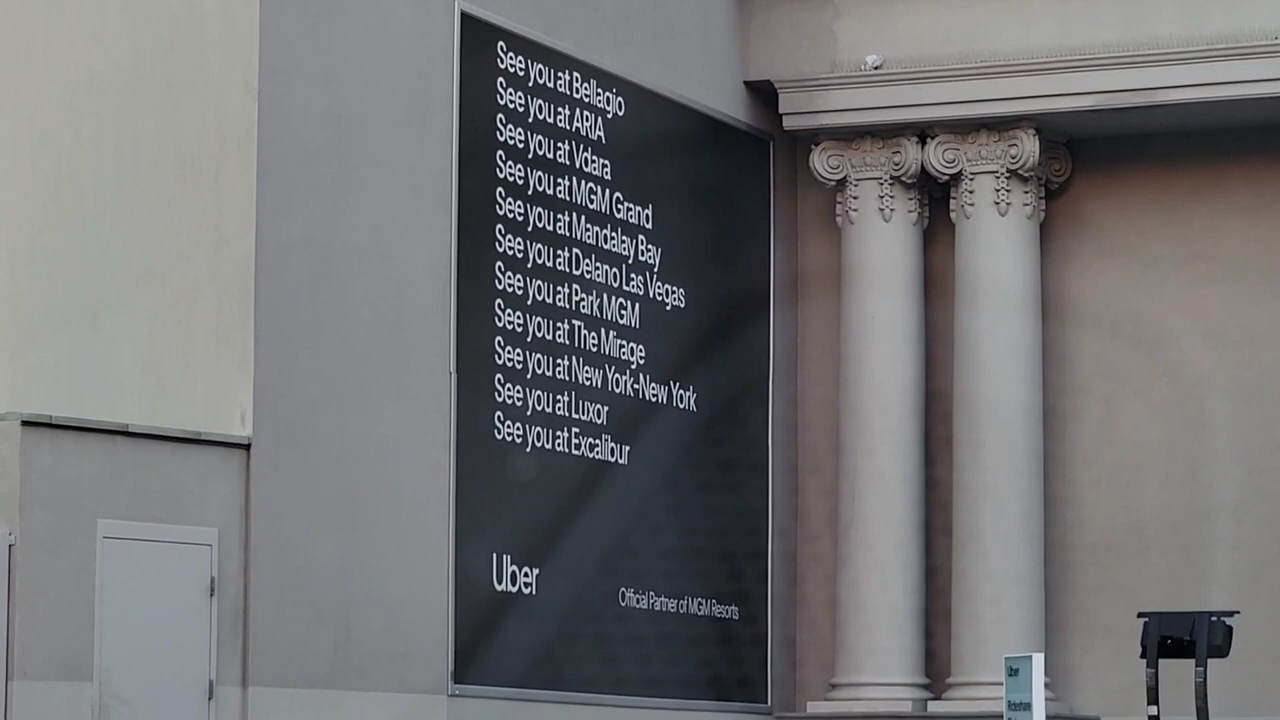 See you at Bellagio
See you at ARIA
See you at Vdara
See you at MGM Grand
See you at Mandalay Bay
See you at Delano Las Vegas
See you at Park MGM
See you at The Mirage
See you at New York-New York
See you at Luxor
See you at Excalibur
Uber
Official Partner of MGM Resorts
Uber
Rideshare